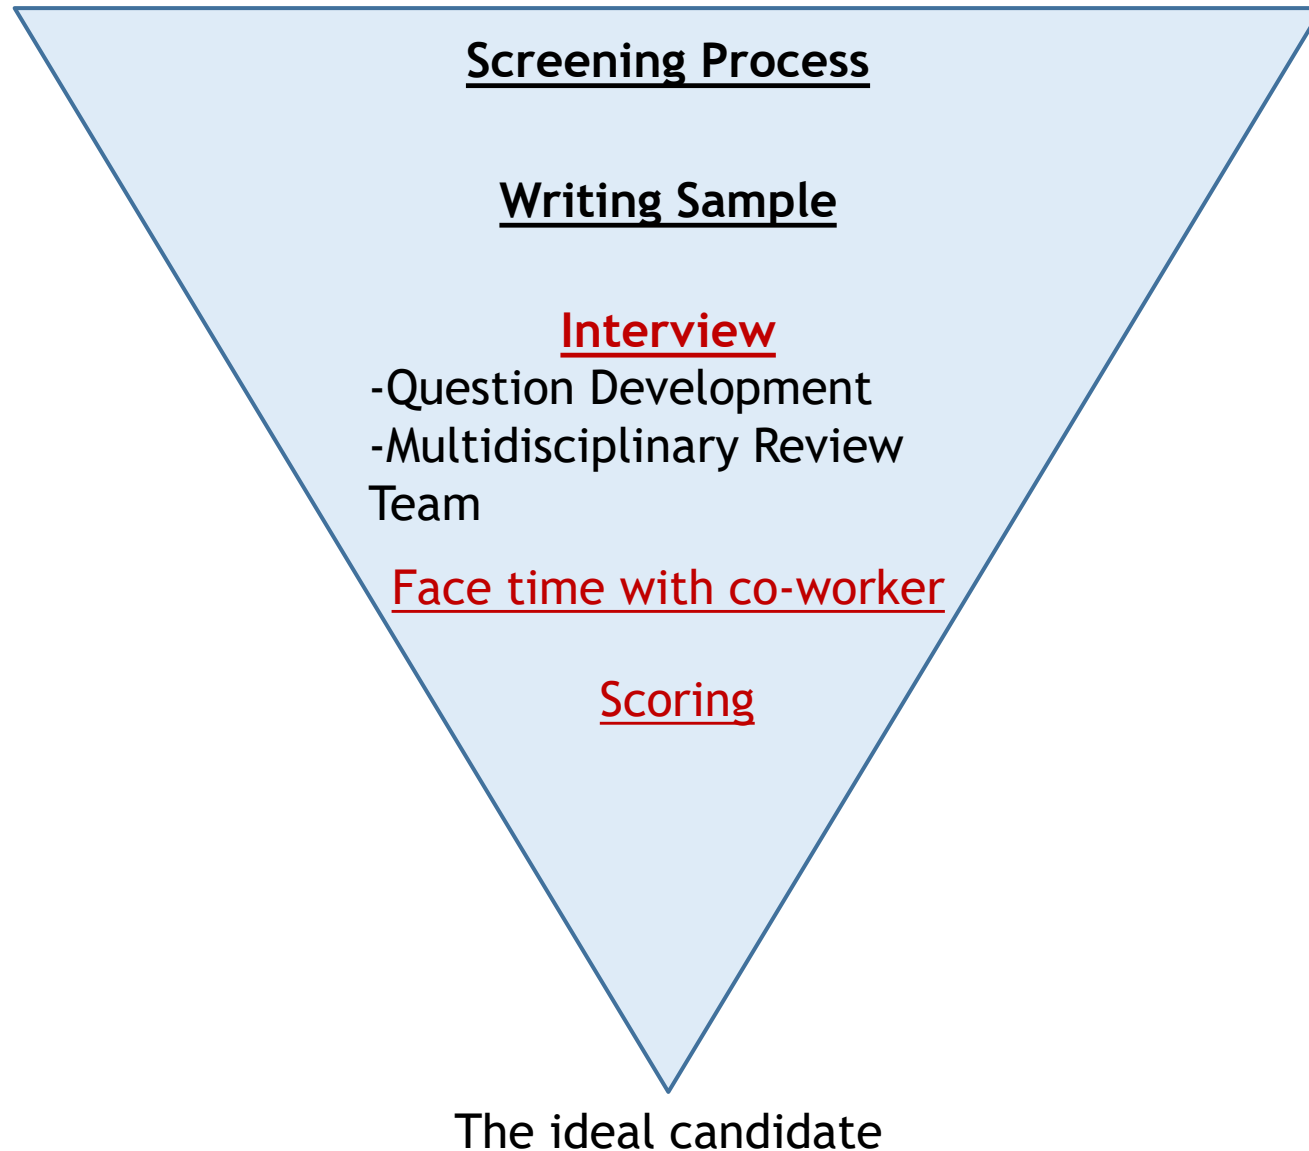 Screening Process
Writing Sample
Interview
-Question Development
-Multidisciplinary Review
Team
Face time with co-worker
Scoring
The ideal candidate